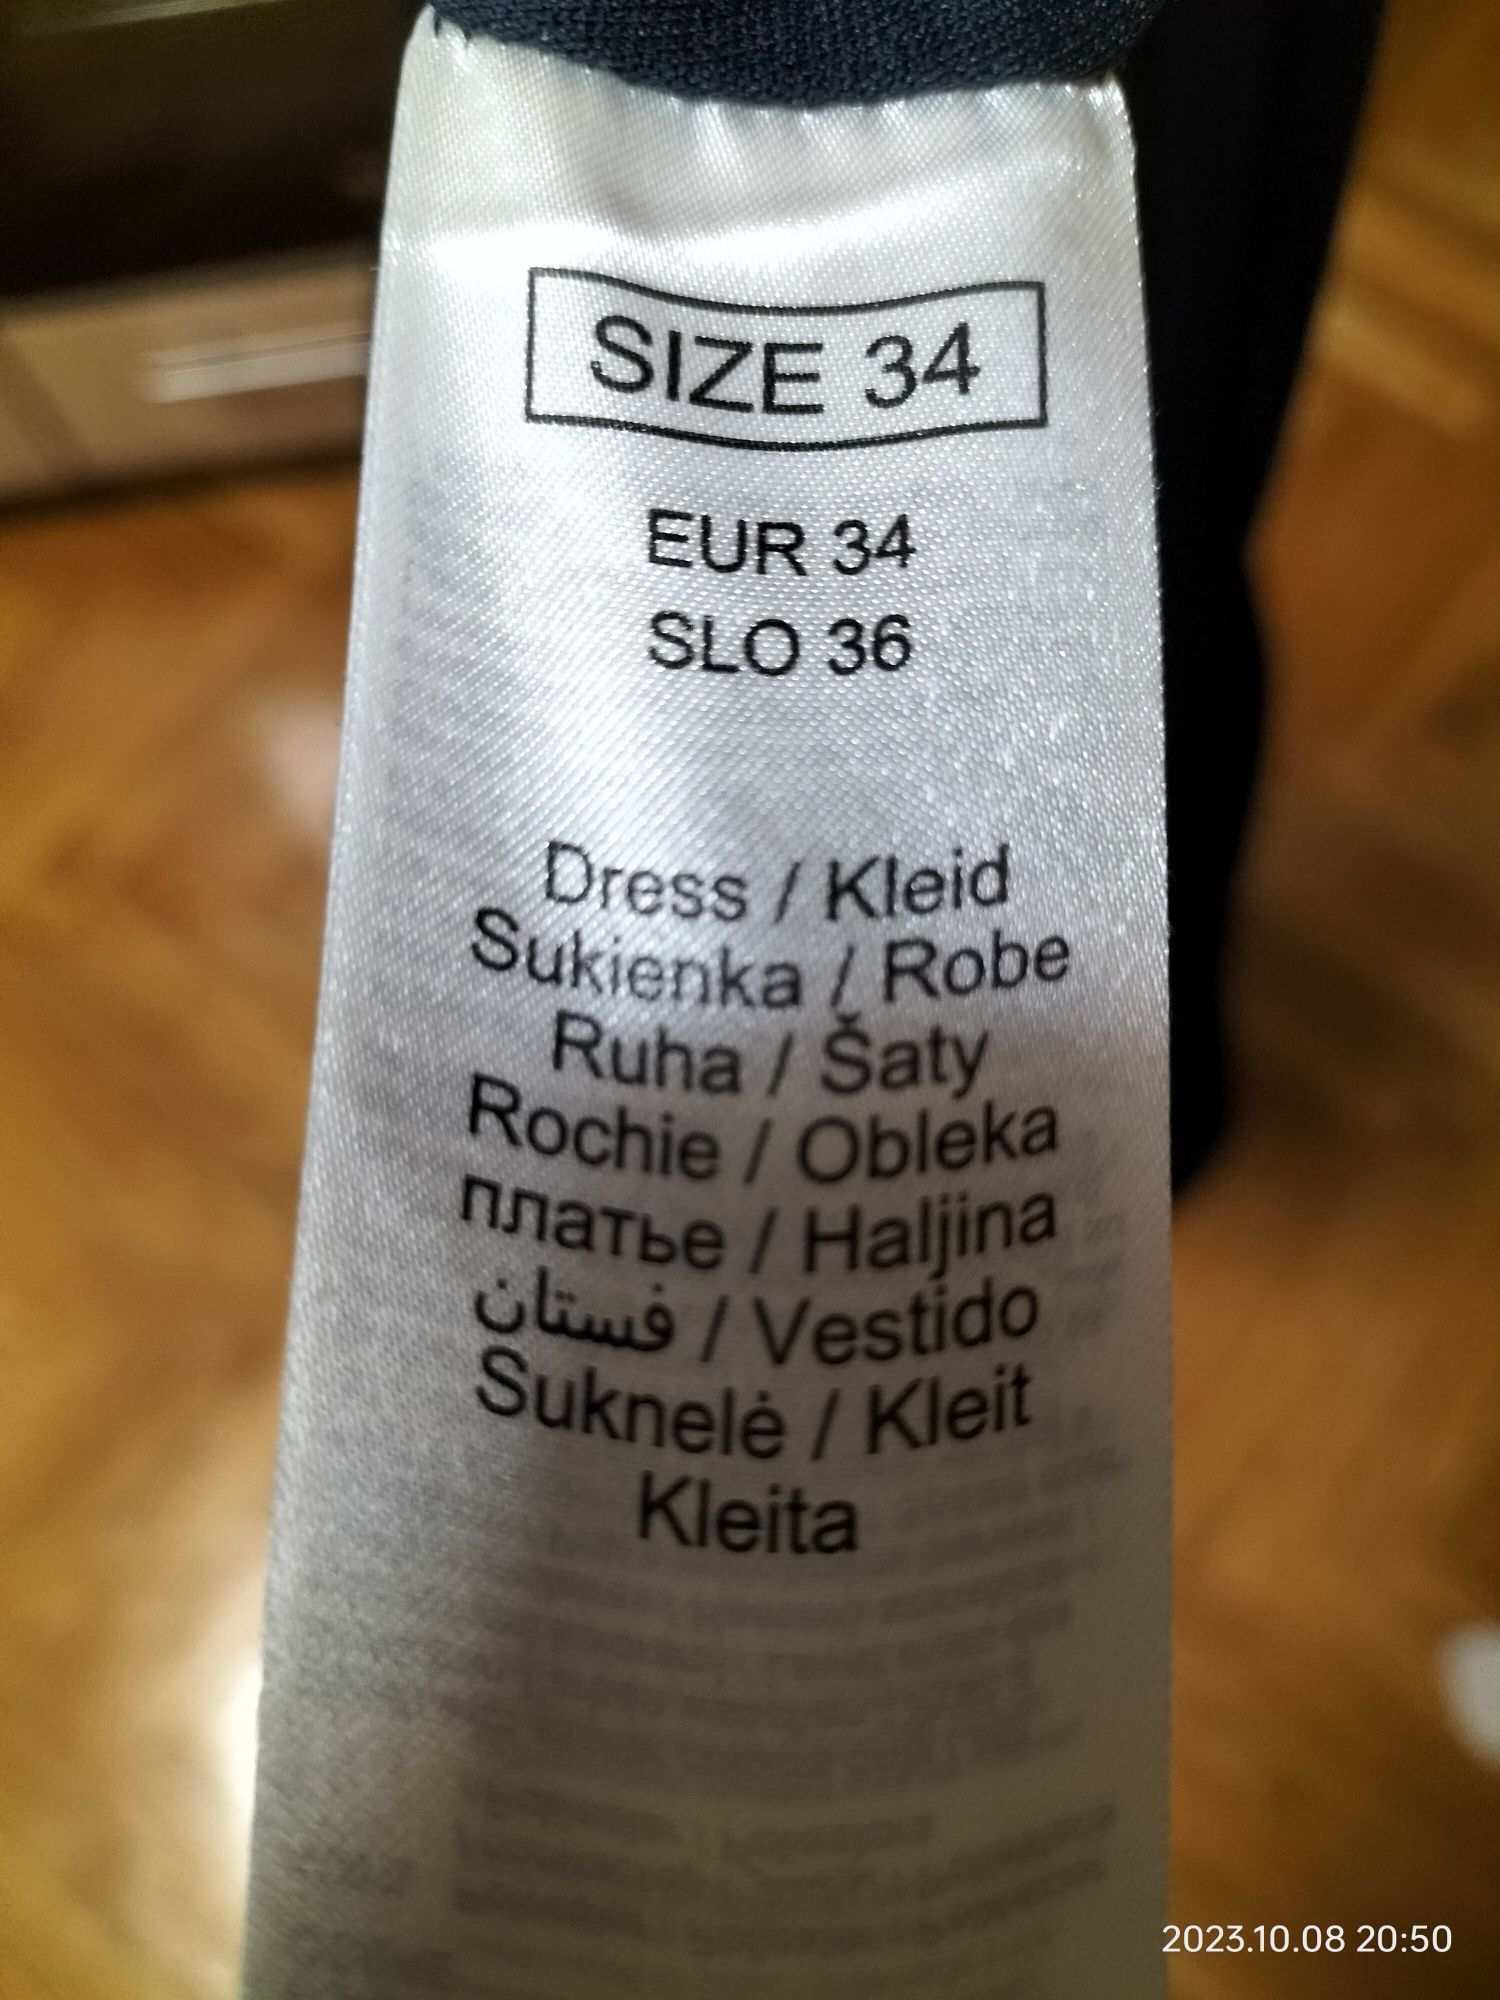 SIZE 34
EUR 34
SLO 36
Dress / Kleid
Sukienka / Robe
Ruha / Šaty
Rochie / Obleka
платье / Haljina
فستان / Vestido
Suknelė / Kleit
Kleita
2023.10.08 20:50